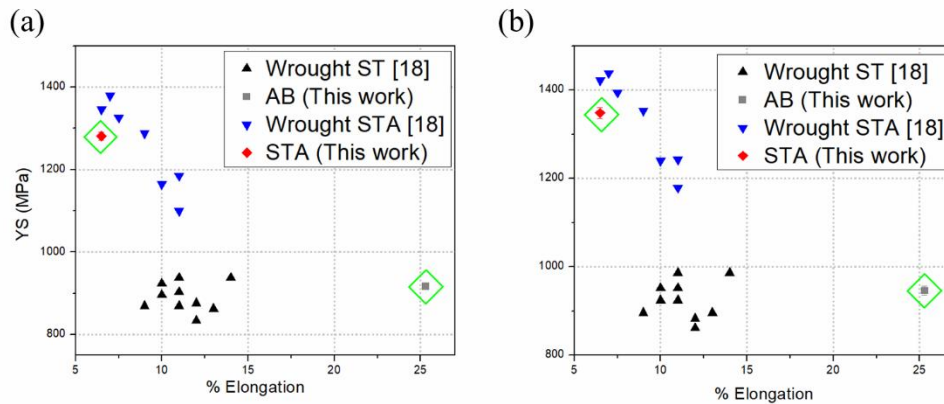 (a)
Wrought ST [18]
AB (This work)
Wrought STA [18]
STA (This work)
1400
1200
1000
800
YS (MPa)
5 10 15 20 25
% Elongation
(b)
Wrought ST [18]
AB (This work)
Wrought STA [18]
STA (This work)
1400
1200
1000
800
5 10 15 20 25
% Elongation